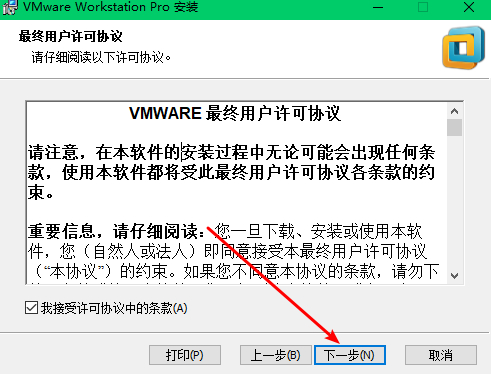 VMware Workstation Pro 安装
最终用户许可协议
请仔细阅读以下许可协议。
VMWARE 最终用户许可协议
请注意，在本软件的安装过程中无论可能会出现任何条
款，使用本软件都将受此最终用户许可协议各条款的约
束。
重要信息，请仔细阅读：您一旦下载、安装或使用本软
件，您（自然人或法人）即同意接受本最终用户许可协议
（“本协议”）的约束。如果您不同意本协议的条款，请勿下
我接受许可协议中的条款(A)
打印(P)
上一步(B)
下一步(N)
取消